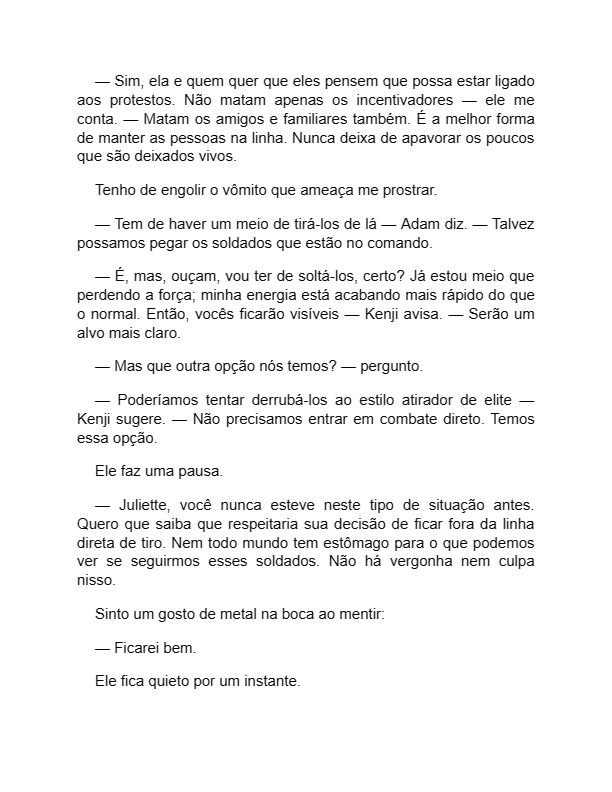 — Sim, ela e quem quer que eles pensem que possa estar ligado
aos protestos. Não matam apenas os incentivadores — ele me
conta. — Matam os amigos e familiares também. É a melhor forma
de manter as pessoas na linha. Nunca deixa de apavorar os poucos
que são deixados vivos.
Tenho de engolir o vômito que ameaça me prostrar.
— Tem de haver um meio de tirá-los de lá — Adam diz. — Talvez
possamos pegar os soldados que estão no comando.
— É, mas, ouçam, vou ter de soltá-los, certo? Já estou meio que
perdendo a força; minha energia está acabando mais rápido do que
o normal. Então, vocês ficarão visíveis — Kenji avisa. — Serão um
alvo mais claro.
— Mas que outra opção nós temos? — pergunto.
— Poderíamos tentar derrubá-los ao estilo atirador de elite —
Kenji sugere. — Não precisamos entrar em combate direto. Temos
essa opção.
Ele faz uma pausa.
— Juliette, você nunca esteve neste tipo de situação antes.
Quero que saiba que respeitaria sua decisão de ficar fora da linha
direta de tiro. Nem todo mundo tem estômago para o que podemos
ver se seguirmos esses soldados. Não há vergonha nem culpa
nisso.
Sinto um gosto de metal na boca ao mentir:
— Ficarei bem.
Ele fica quieto por um instante.